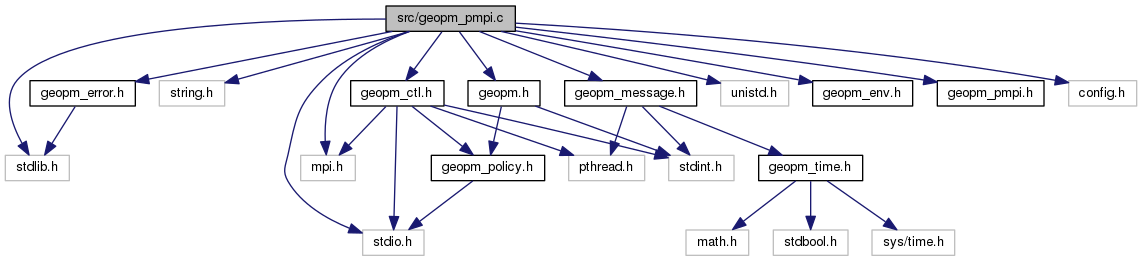 src/geopm_pmpi.c
geopm_error.h
string.h
geopm_ctl.h
geopm.h
geopm_message.h
unistd.h
geopm_env.h
geopm_pmpi.h
config.h
stdlib.h
mpi.h
geopm_policy.h
pthread.h
stdint.h
geopm_time.h
stdio.h
math.h
stdbool.h
sys/time.h